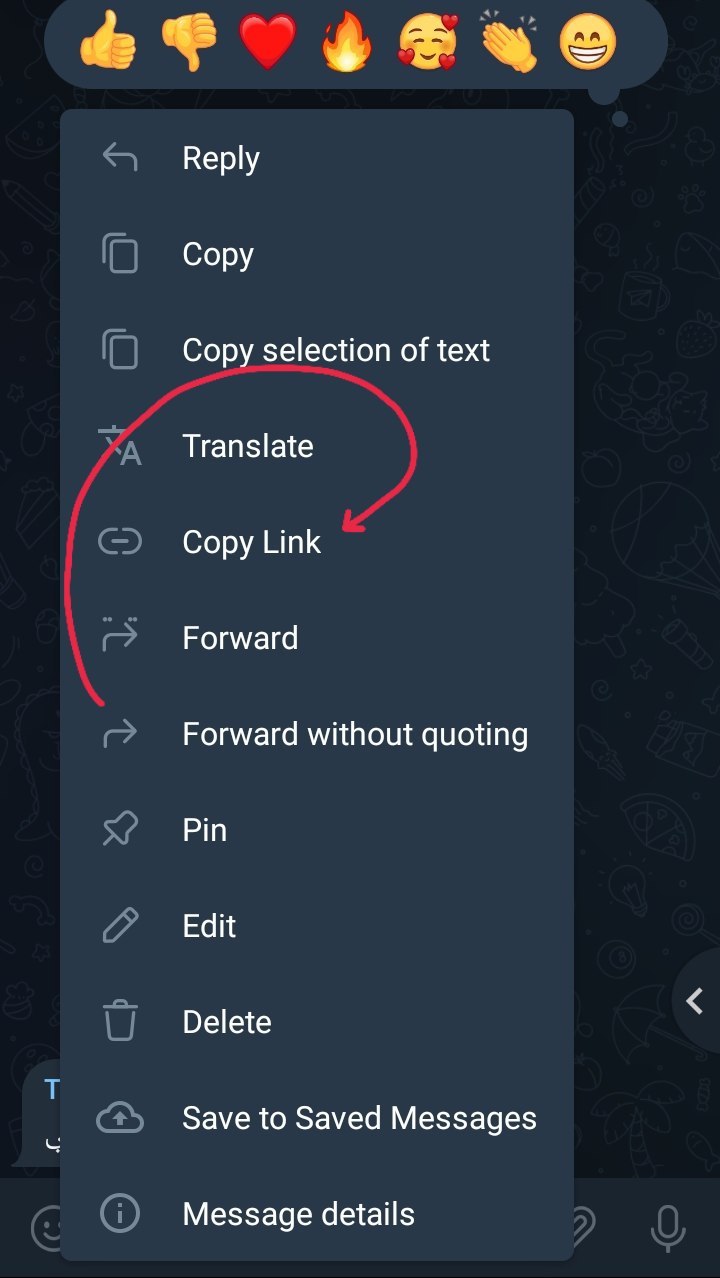 Reply
Copy
Copy selection of text
Translate
Copy Link
Forward
Forward without quoting
Pin
Edit
Delete
Save to Saved Messages
Message details